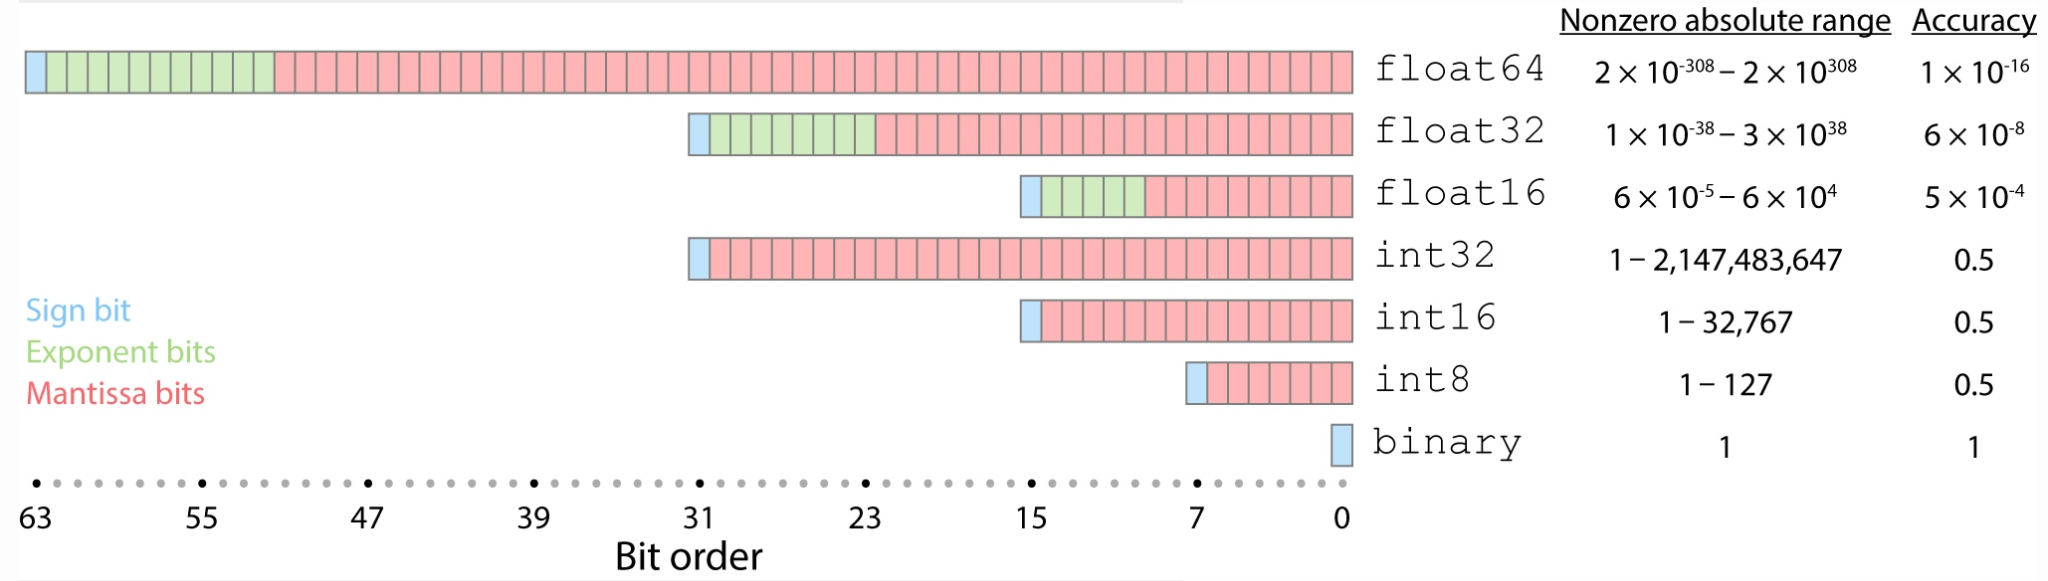 Nonzero absolute range Accuracy
float64 2 × 10⁻³⁰⁸ – 2 × 10³⁰⁸ 1 × 10⁻¹⁶
float32 1 × 10⁻³⁸ – 3 × 10³⁸ 6 × 10⁻⁸
float16 6 × 10⁻⁵ – 6 × 10⁴ 5 × 10⁻⁴
int32 1 – 2,147,483,647 0.5
Sign bit
int16 1 – 32,767 0.5
Exponent bits
Mantissa bits
int8 1 – 127 0.5
binary 1 1
63 55 47 39 31 23 15 7 0
Bit order